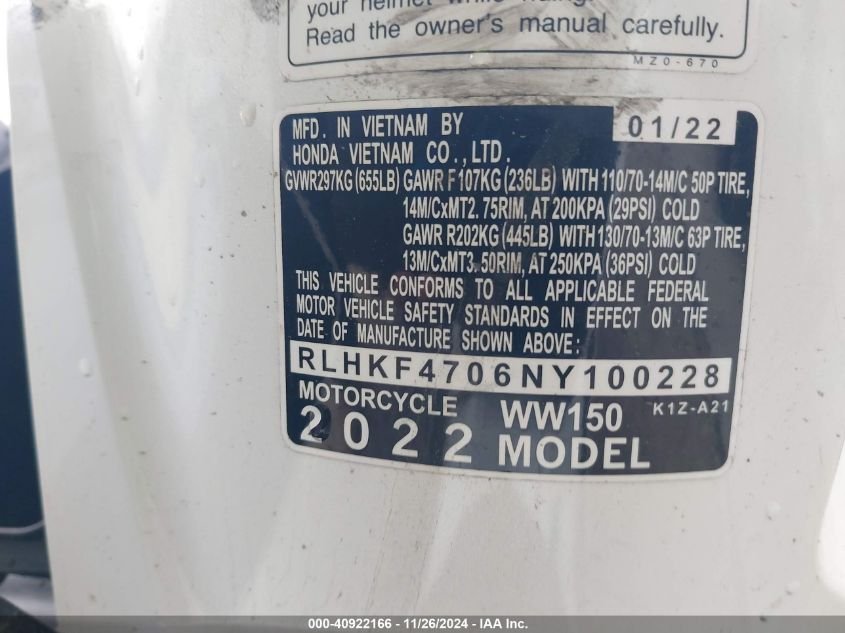 your helmet while riding.
Read the owner's manual carefully.
MZ0-670
MFD. IN VIETNAM BY 01/22
HONDA VIETNAM CO.,LTD.
GVWR297KG (655LB) GAWR F107KG (236LB) WITH 110/70-14M/C 50P TIRE,
14M/CxMT2.75RIM, AT 200KPA (29PSI) COLD
GAWR R202KG (445LB) WITH 130/70-13M/C 63P TIRE,
13M/CxMT3.50RIM, AT 250KPA (36PSI) COLD
THIS VEHICLE CONFORMS TO ALL APPLICABLE FEDERAL
MOTOR VEHICLE SAFETY STANDARDS IN EFFECT ON THE
DATE OF MANUFACTURE SHOWN ABOVE:
RLHKF4706NY100228
MOTORCYCLE WW150 K1Z-A21
2022 MODEL
000-40922166 - 11/26/2024 - IAA Inc.